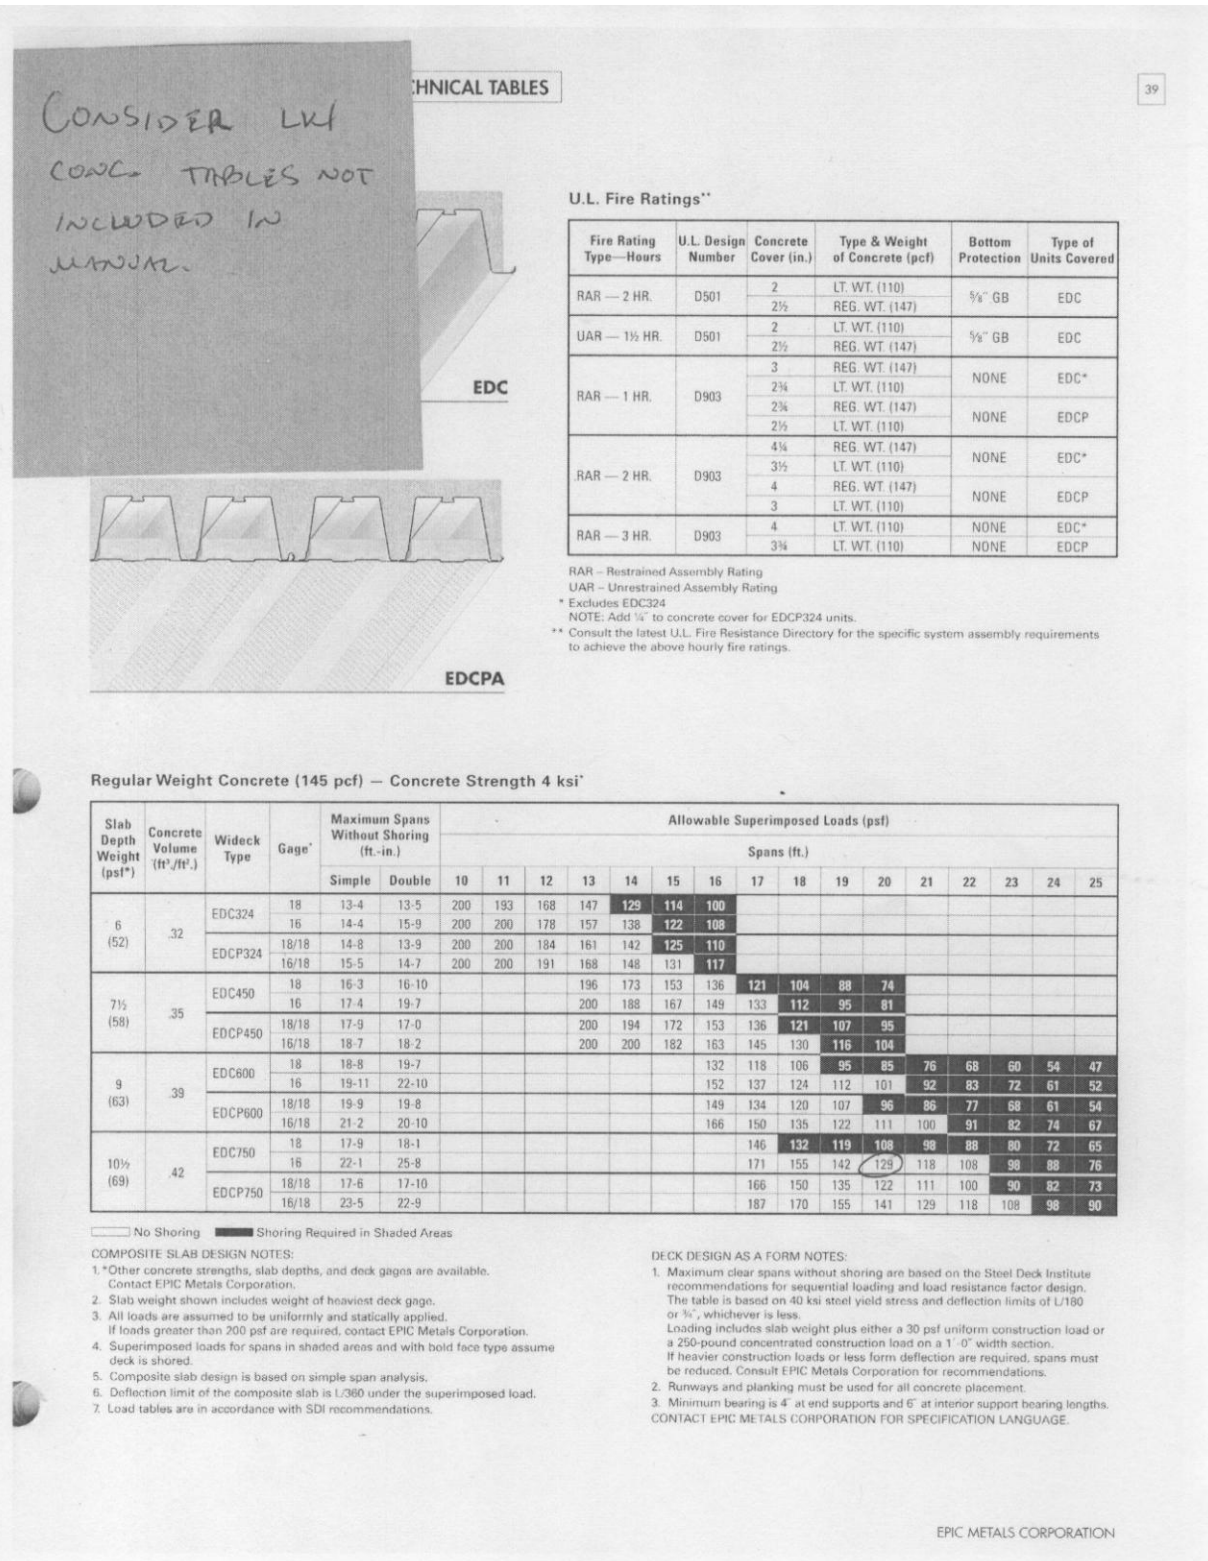 CONSIDER LW
CONC. TABLES NOT
INCLUDED IN
MANUAL.
CHNICAL TABLES
39
EDC
EDCPA
U.L. Fire Ratings**
Fire Rating Type—Hours | U.L. Design Number | Concrete Cover (in.) | Type & Weight of Concrete (pcf) | Bottom Protection | Type of Units Covered
RAR — 2 HR. D501 2 LT. WT. (110) 5/8" GB EDC
2½ REG. WT. (147)
UAR — 1½ HR. D501 2 LT. WT. (110) 5/8" GB EDC
2½ REG. WT. (147)
RAR — 1 HR. D903 3 REG. WT. (147) NONE EDC*
2¾ LT. WT. (110)
2¾ REG. WT. (147) NONE EDCP
2½ LT. WT. (110)
RAR — 2 HR. D903 4¼ REG. WT. (147) NONE EDC*
3½ LT. WT. (110)
4 REG. WT. (147) NONE EDCP
3 LT. WT. (110)
RAR — 3 HR. D903 4 LT. WT. (110) NONE EDC*
3¾ LT. WT. (110) NONE EDCP
RAR – Restrained Assembly Rating
UAR – Unrestrained Assembly Rating
* Excludes EDC324
NOTE: Add ¼" to concrete cover for EDCP324 units.
** Consult the latest U.L. Fire Resistance Directory for the specific system assembly requirements
to achieve the above hourly fire ratings.
Regular Weight Concrete (145 pcf) — Concrete Strength 4 ksi*
Slab Depth Weight (psf*) | Concrete Volume (ft³./ft².) | Wideck Type | Gage* | Maximum Spans Without Shoring (ft.-in.) | Allowable Superimposed Loads (psf)
Spans (ft.)
Simple Double 10 11 12 13 14 15 16 17 18 19 20 21 22 23 24 25
6 (52) .32 EDC324 18 13-4 13-5 200 193 168 147 129 114 100
16 14-4 15-9 200 200 178 157 138 122 108
EDCP324 18/18 14-8 13-9 200 200 184 161 142 125 110
16/18 15-5 14-7 200 200 191 168 148 131 117
7½ (58) .35 EDC450 18 16-3 16-10 196 173 153 136 121 104 88 74
16 17-4 19-7 200 188 167 149 133 112 95 81
EDCP450 18/18 17-9 17-0 200 194 172 153 136 121 107 95
16/18 18-7 18-2 200 200 182 163 145 130 116 104
9 (63) .39 EDC600 18 18-8 19-7 132 118 106 95 85 76 68 60 54 47
16 19-11 22-10 152 137 124 112 101 92 83 72 61 52
EDCP600 18/18 19-9 19-8 149 134 120 107 96 86 77 68 61 54
16/18 21-2 20-10 166 150 135 122 111 100 91 82 74 67
10½ (69) .42 EDC750 18 17-9 18-1 146 132 119 108 98 88 80 72 65
16 22-1 25-8 171 155 142 129 118 108 98 88 76
EDCP750 18/18 17-6 17-10 166 150 135 122 111 100 90 82 73
16/18 23-5 22-9 187 170 155 141 129 118 108 98 90
No Shoring Shoring Required in Shaded Areas
COMPOSITE SLAB DESIGN NOTES:
1. *Other concrete strengths, slab depths, and deck gages are available.
Contact EPIC Metals Corporation.
2. Slab weight shown includes weight of heaviest deck gage.
3. All loads are assumed to be uniformly and statically applied.
If loads greater than 200 psf are required, contact EPIC Metals Corporation.
4. Superimposed loads for spans in shaded areas and with bold face type assume
deck is shored.
5. Composite slab design is based on simple span analysis.
6. Deflection limit of the composite slab is L/360 under the superimposed load.
7. Load tables are in accordance with SDI recommendations.
DECK DESIGN AS A FORM NOTES:
1. Maximum clear spans without shoring are based on the Steel Deck Institute
recommendations for sequential loading and load resistance factor design.
The table is based on 40 ksi steel yield stress and deflection limits of L/180
or ¾", whichever is less.
Loading includes slab weight plus either a 30 psf uniform construction load or
a 250-pound concentrated construction load on a 1'-0" width section.
If heavier construction loads or less form deflection are required, spans must
be reduced. Consult EPIC Metals Corporation for recommendations.
2. Runways and planking must be used for all concrete placement.
3. Minimum bearing is 4" at end supports and 6" at interior support bearing lengths.
CONTACT EPIC METALS CORPORATION FOR SPECIFICATION LANGUAGE.
EPIC METALS CORPORATION